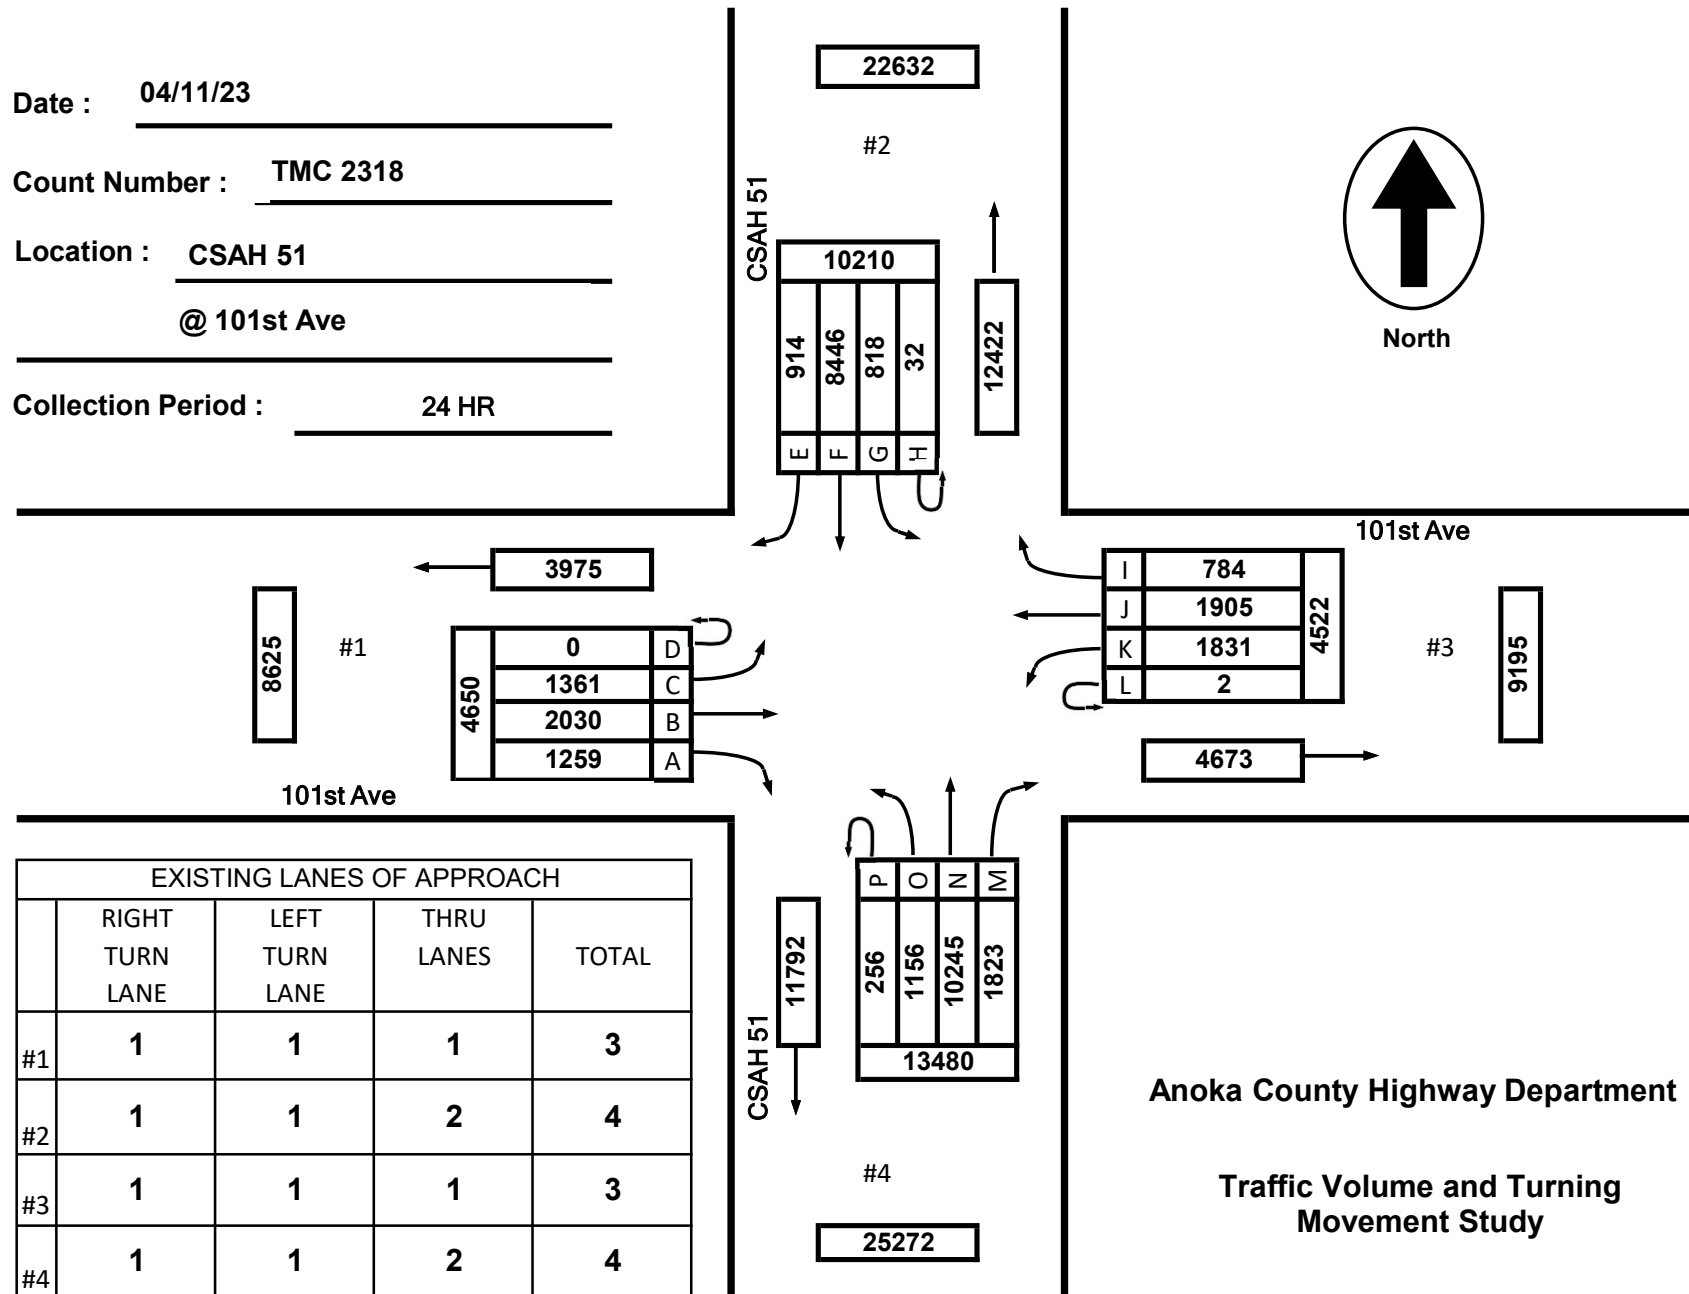 Date : 04/11/23
Count Number : TMC 2318
Location : CSAH 51
@ 101st Ave
Collection Period : 24 HR
22632
#2
CSAH 51
10210
914 8446 818 32
E F G H
12422
North
101st Ave
3975
8625
#1
4650
0 D
1361 C
2030 B
1259 A
101st Ave
I 784
J 1905
K 1831
L 2
4522
#3
9195
4673
P O N M
256 1156 10245 1823
13480
11792
CSAH 51
#4
25272
EXISTING LANES OF APPROACH
RIGHT TURN LANE LEFT TURN LANE THRU LANES TOTAL
#1 1 1 1 3
#2 1 1 2 4
#3 1 1 1 3
#4 1 1 2 4
Anoka County Highway Department
Traffic Volume and Turning
Movement Study